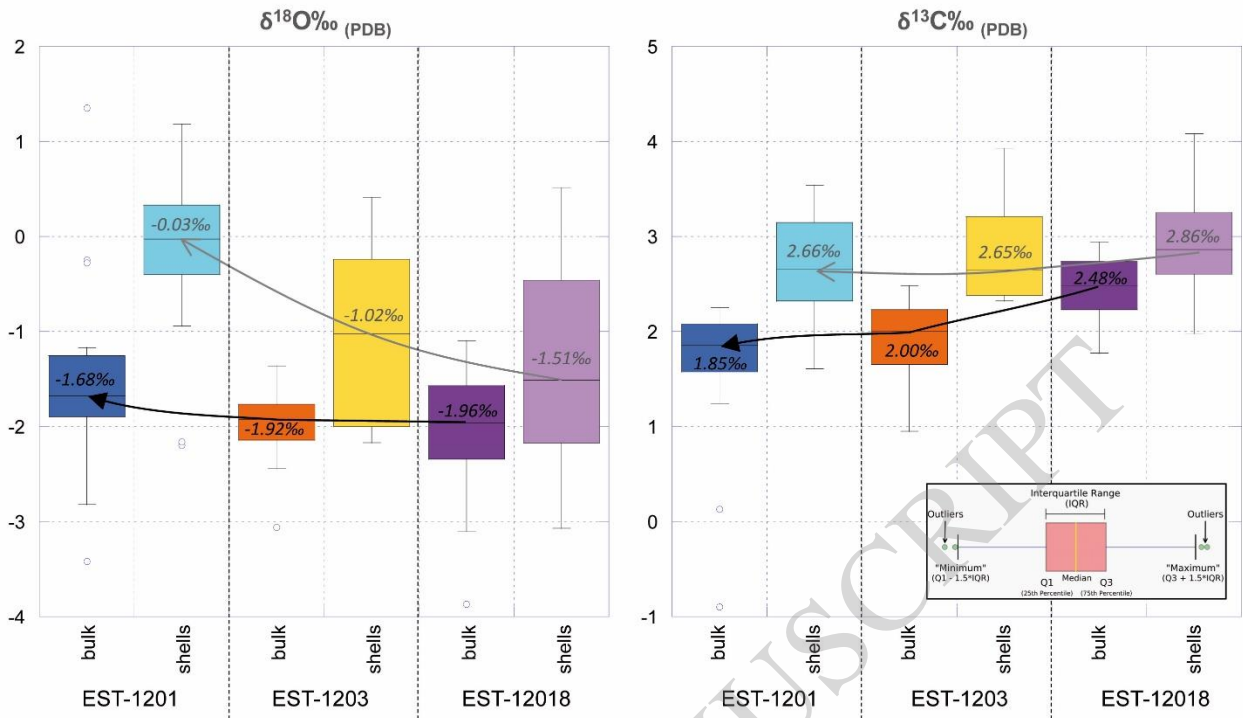 δ18O‰ (PDB)
2
1
0
-1
-2
-3
-4
-1.68‰
-0.03‰
-1.92‰
-1.02‰
-1.96‰
-1.51‰
bulk
shells
bulk
shells
bulk
shells
EST-1201
EST-1203
EST-12018
δ13C‰ (PDB)
5
4
3
2
1
0
-1
1.85‰
2.66‰
2.00‰
2.65‰
2.48‰
2.86‰
Interquartile Range
(IQR)
Outliers
Outliers
"Minimum"
(Q1 - 1.5*IQR)
"Maximum"
(Q3 + 1.5*IQR)
Q1
Median
Q3
(25th Percentile)
(75th Percentile)
bulk
shells
bulk
shells
bulk
shells
EST-1201
EST-1203
EST-12018
USCRIPT